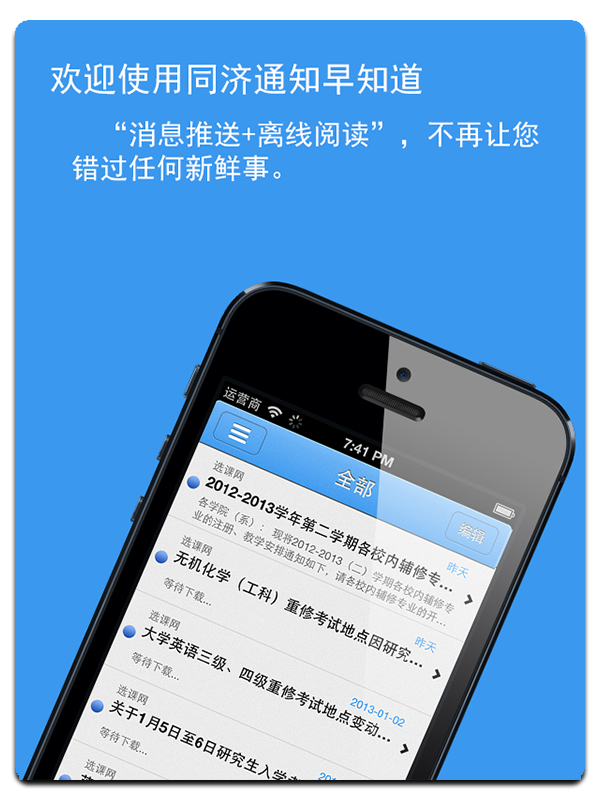 欢迎使用同济通知早知道
“消息推送+离线阅读”，不再让您
错过任何新鲜事。
运营商
7:41 PM
全部
编辑
选课网
昨天
2012-2013学年第二学期各校内辅修专...
各学院（系）：现将2012-2013（二）学期各校内辅修专
业的注册、教学安排通知如下，请各校内辅修专业的开...
选课网
昨天
无机化学（工科）重修考试地点因研究...
等待下载...
选课网
2013-01-02
大学英语三级、四级重修考试地点变动...
等待下载...
选课网
关于1月5日至6日研究生入学考
等待下载...
选课网